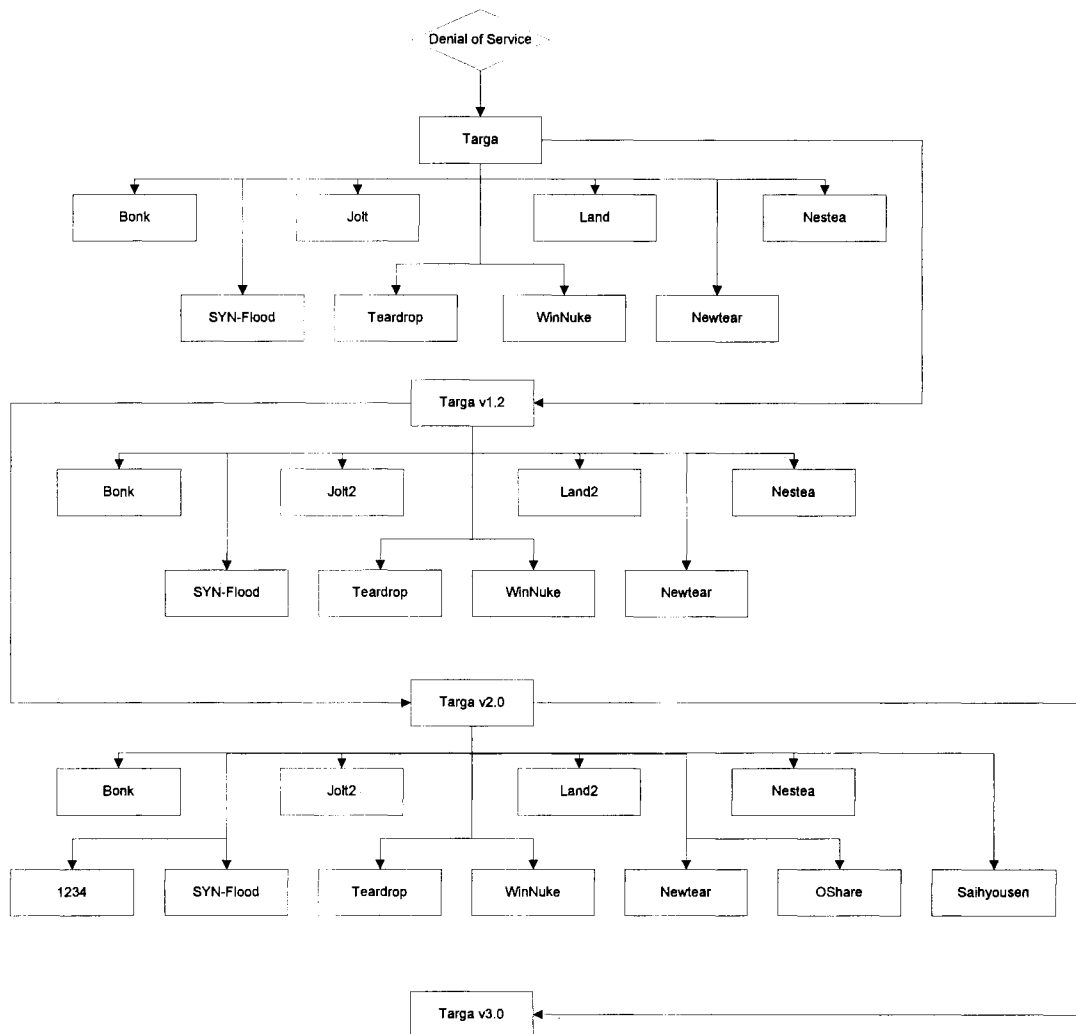 Denial of Service
Targa
Bonk
Jolt
Land
Nestea
SYN-Flood
Teardrop
WinNuke
Newtear
Targa v1.2
Bonk
Jolt2
Land2
Nestea
SYN-Flood
Teardrop
WinNuke
Newtear
Targa v2.0
Bonk
Jolt2
Land2
Nestea
1234
SYN-Flood
Teardrop
WinNuke
Newtear
OShare
Saihyousen
Targa v3.0